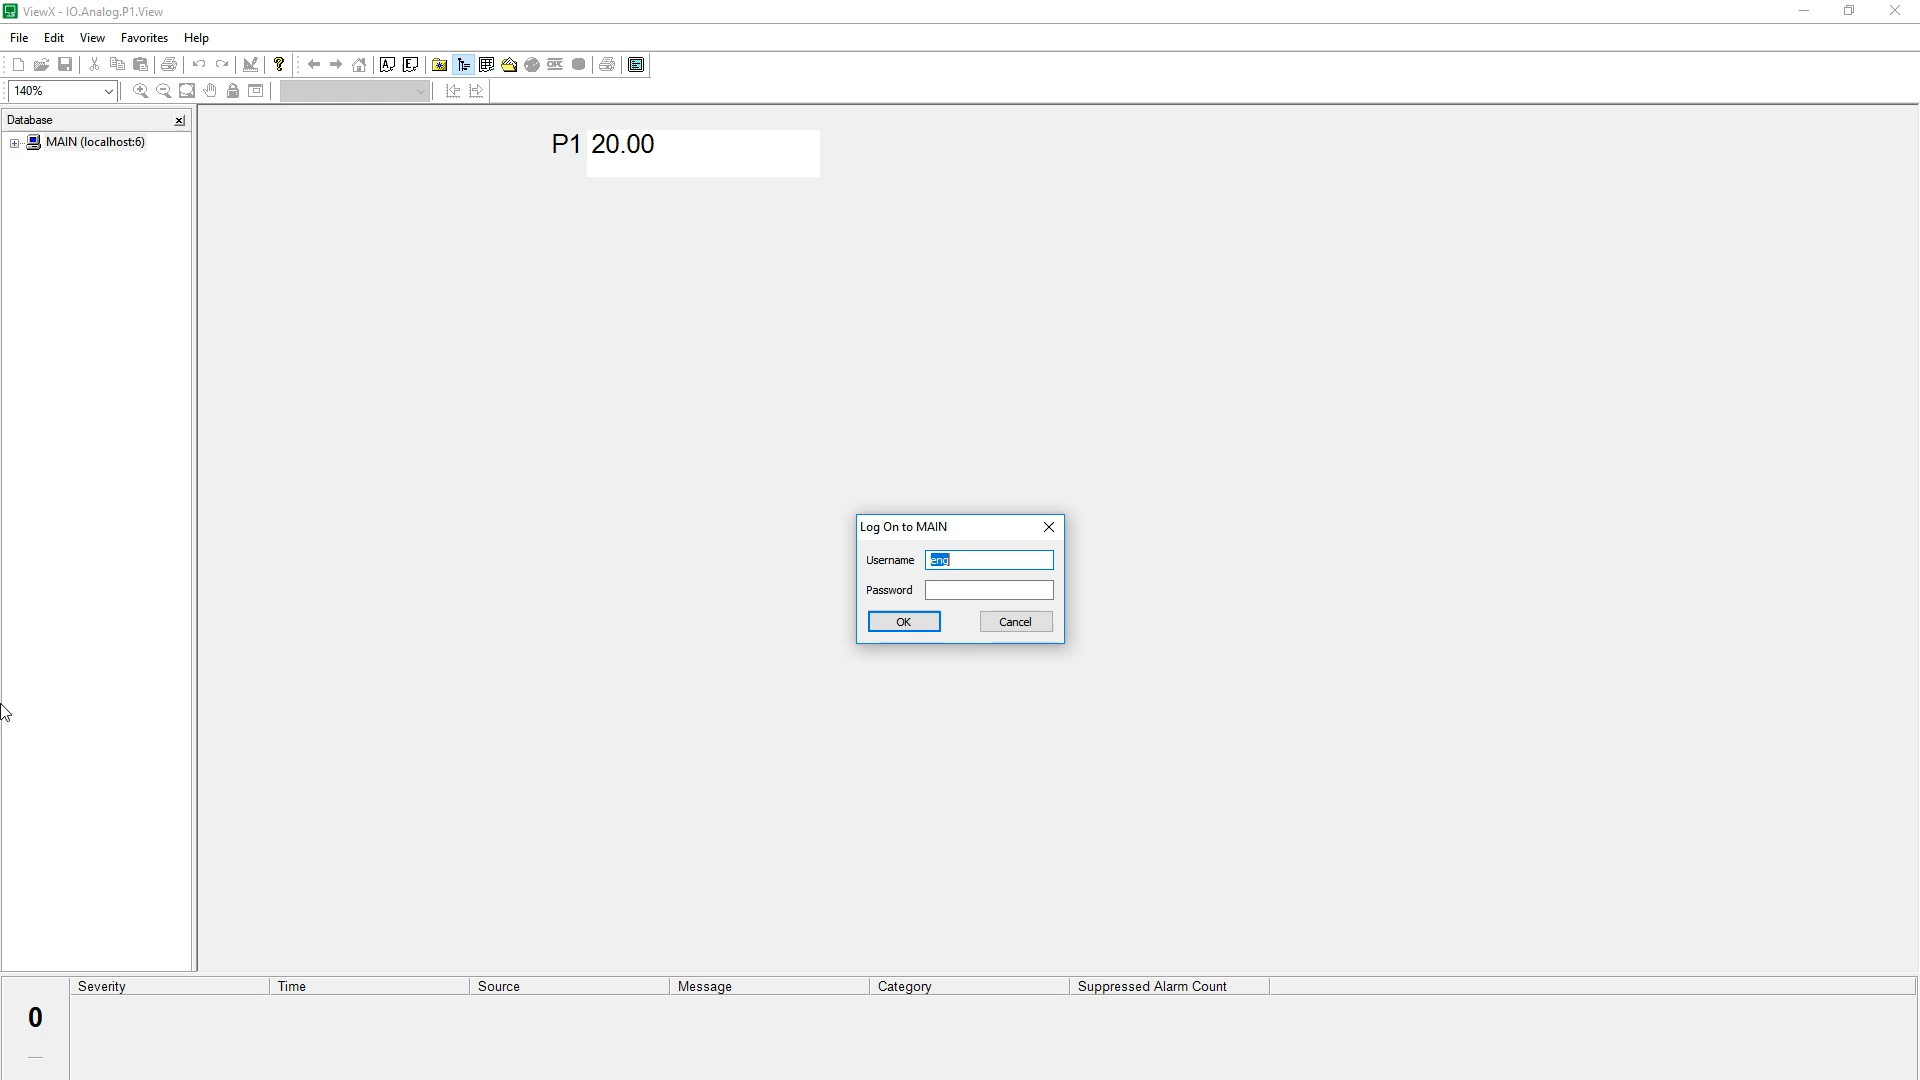 ViewX - IO.Analog.P1.View
File Edit View Favorites Help
140%
Database
MAIN (localhost:6)
P1 20.00
Log On to MAIN
Username eng
Password
OK Cancel
Severity Time Source Message Category Suppressed Alarm Count
0